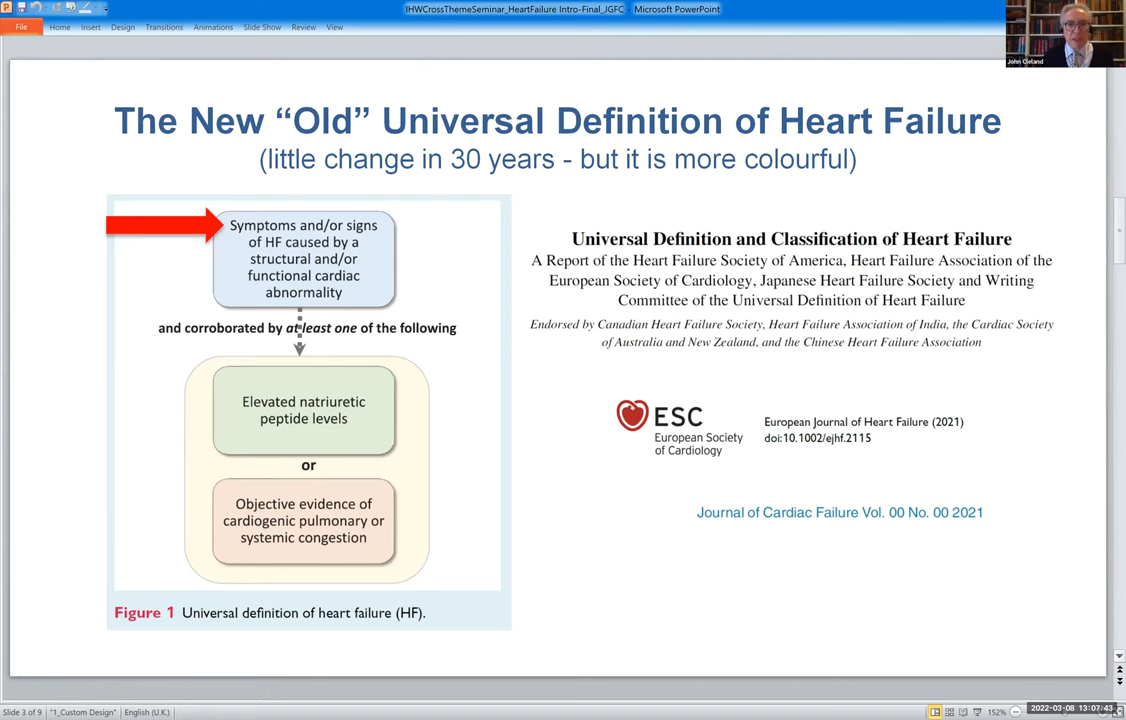 IHWCrossThemeSeminar_HeartFailure Intro-Final_JGFC - Microsoft PowerPoint
File Home Insert Design Transitions Animations Slide Show Review View
John Cleland
The New “Old” Universal Definition of Heart Failure
(little change in 30 years - but it is more colourful)
Symptoms and/or signs
of HF caused by a
structural and/or
functional cardiac
abnormality
and corroborated by at least one of the following
Elevated natriuretic
peptide levels
or
Objective evidence of
cardiogenic pulmonary or
systemic congestion
Figure 1 Universal definition of heart failure (HF).
Universal Definition and Classification of Heart Failure
A Report of the Heart Failure Society of America, Heart Failure Association of the
European Society of Cardiology, Japanese Heart Failure Society and Writing
Committee of the Universal Definition of Heart Failure
Endorsed by Canadian Heart Failure Society, Heart Failure Association of India, the Cardiac Society
of Australia and New Zealand, and the Chinese Heart Failure Association
ESC
European Society
of Cardiology
European Journal of Heart Failure (2021)
doi:10.1002/ejhf.2115
Journal of Cardiac Failure Vol. 00 No. 00 2021
Slide 3 of 9 "1_Custom Design" English (U.K.) 152% 2022-03-08 13:07:43